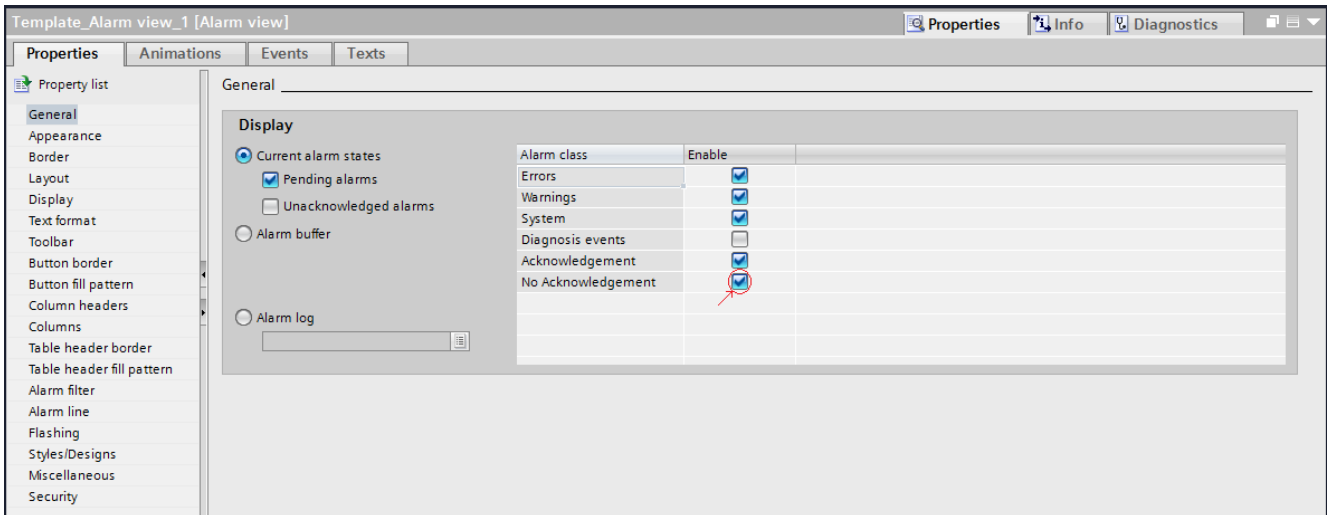 Template_Alarm view_1 [Alarm view]
Properties Info Diagnostics
Properties Animations Events Texts
Property list
General
Appearance
Border
Layout
Display
Text format
Toolbar
Button border
Button fill pattern
Column headers
Columns
Table header border
Table header fill pattern
Alarm filter
Alarm line
Flashing
Styles/Designs
Miscellaneous
Security
General
Display
Current alarm states
Pending alarms
Unacknowledged alarms
Alarm buffer
Alarm log
Alarm class Enable
Errors
Warnings
System
Diagnosis events
Acknowledgement
No Acknowledgement